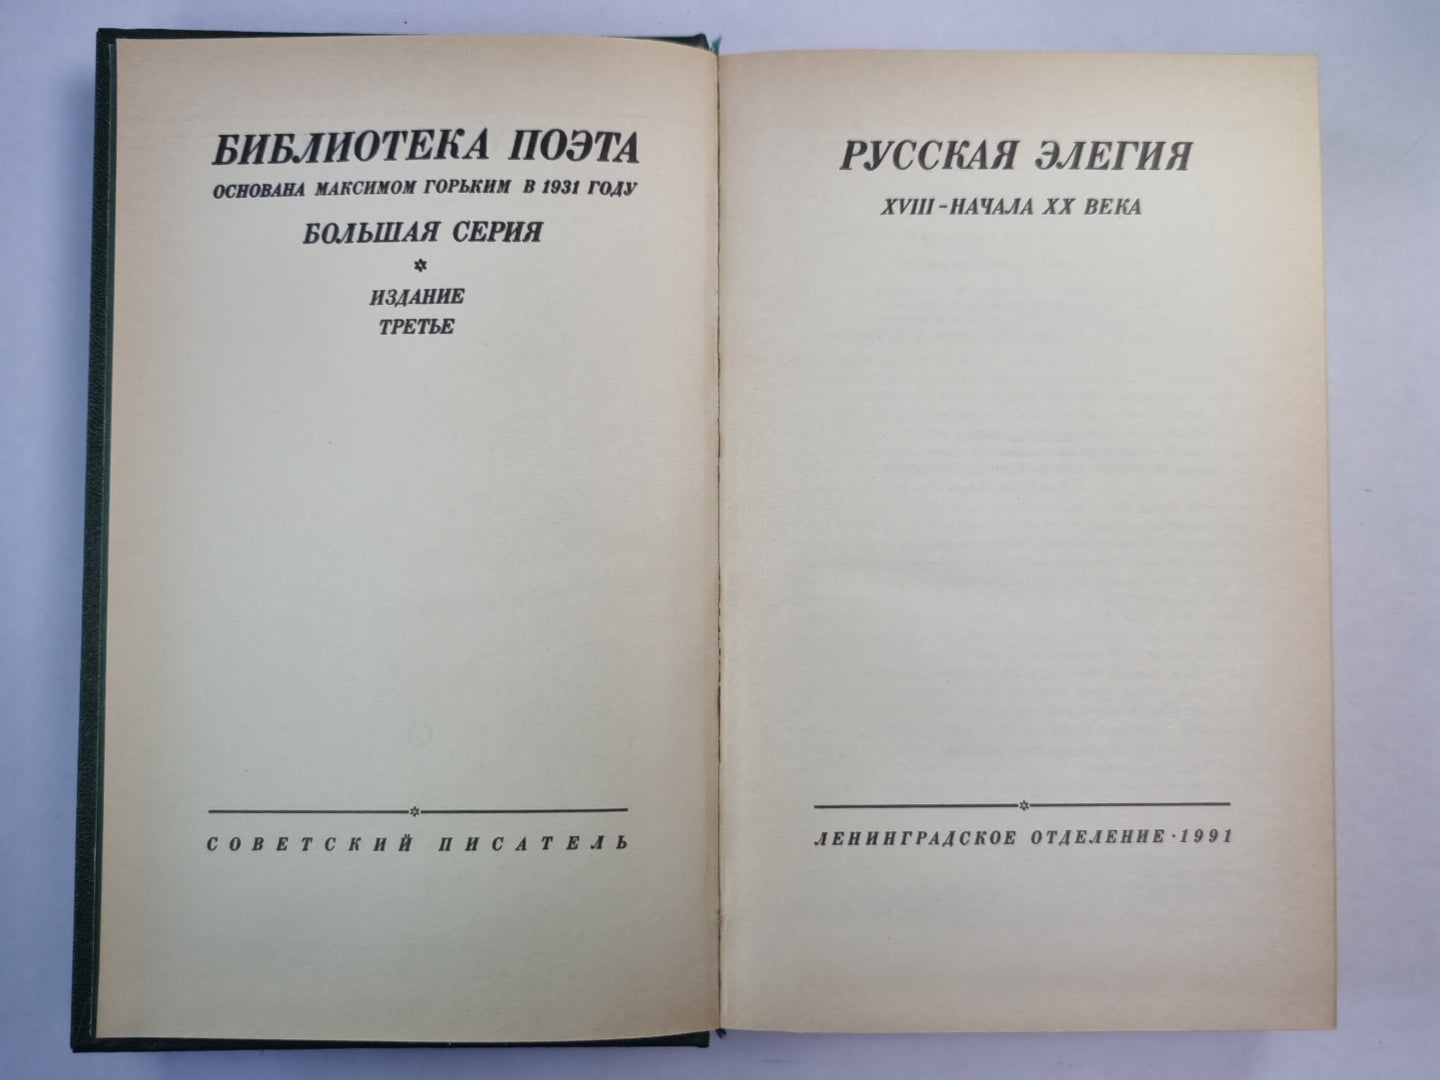 БИБЛИОТЕКА ПОЭТА
ОСНОВАНА МАКСИМОМ ГОРЬКИМ В 1931 ГОДУ
БОЛЬШАЯ СЕРИЯ
ИЗДАНИЕ
ТРЕТЬЕ
СОВЕТСКИЙ ПИСАТЕЛЬ
РУССКАЯ ЭЛЕГИЯ
XVIII – НАЧАЛА XX ВЕКА
ЛЕНИНГРАДСКОЕ ОТДЕЛЕНИЕ · 1991